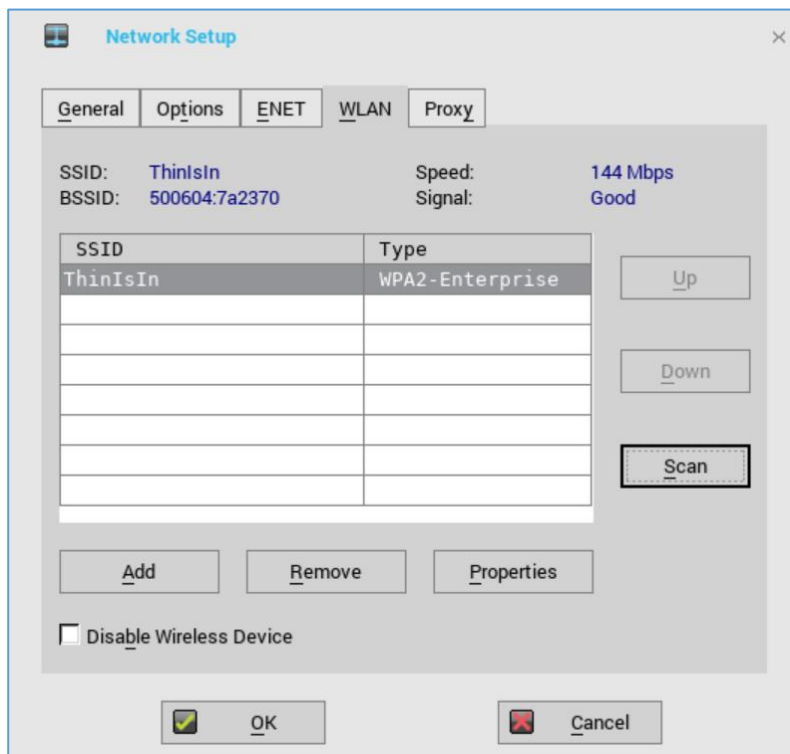 Network Setup
General Options ENET WLAN Proxy
SSID: ThinIsIn Speed: 144 Mbps
BSSID: 500604:7a2370 Signal: Good
SSID Type
ThinIsIn WPA2-Enterprise
Up
Down
Scan
Add Remove Properties
Disable Wireless Device
OK Cancel